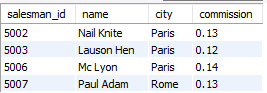 salesman_id name city commission
5002 Nail Knite Paris 0.13
5003 Lauson Hen Paris 0.12
5006 Mc Lyon Paris 0.14
5007 Paul Adam Rome 0.13